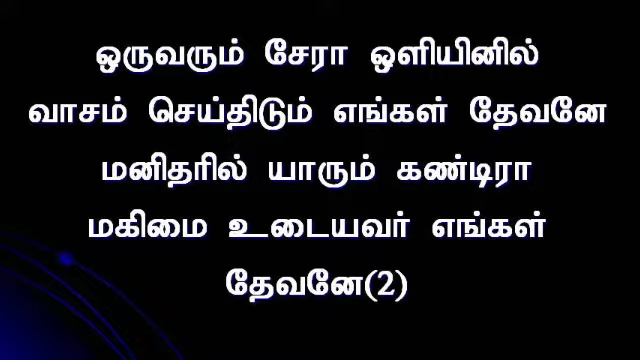 ஒருவரும் சேரா ஒளியினில்
வாசம் செய்திடும் எங்கள் தேவனே
மனிதரில் யாரும் கண்டிரா
மகிமை உடையவர் எங்கள்
தேவனே(2)